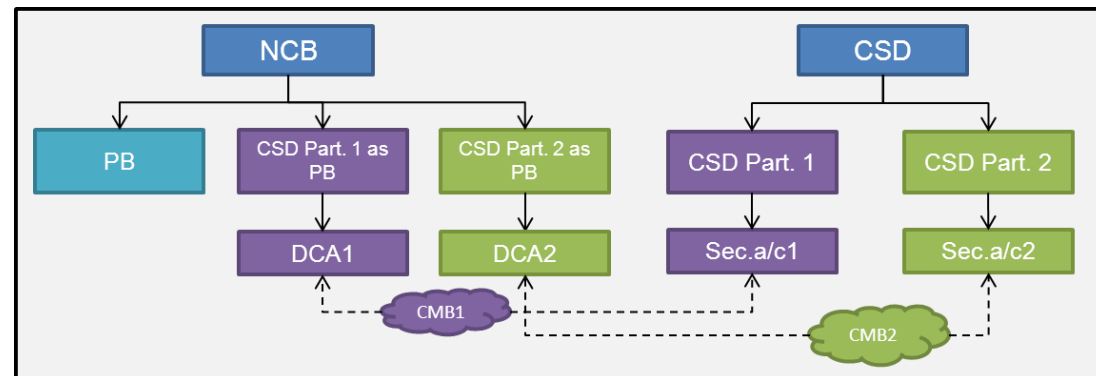 NCB
CSD
PB
CSD Part. 1 as
PB
CSD Part. 2 as
PB
CSD Part. 1
CSD Part. 2
DCA1
DCA2
Sec.a/c1
Sec.a/c2
CMB1
CMB2